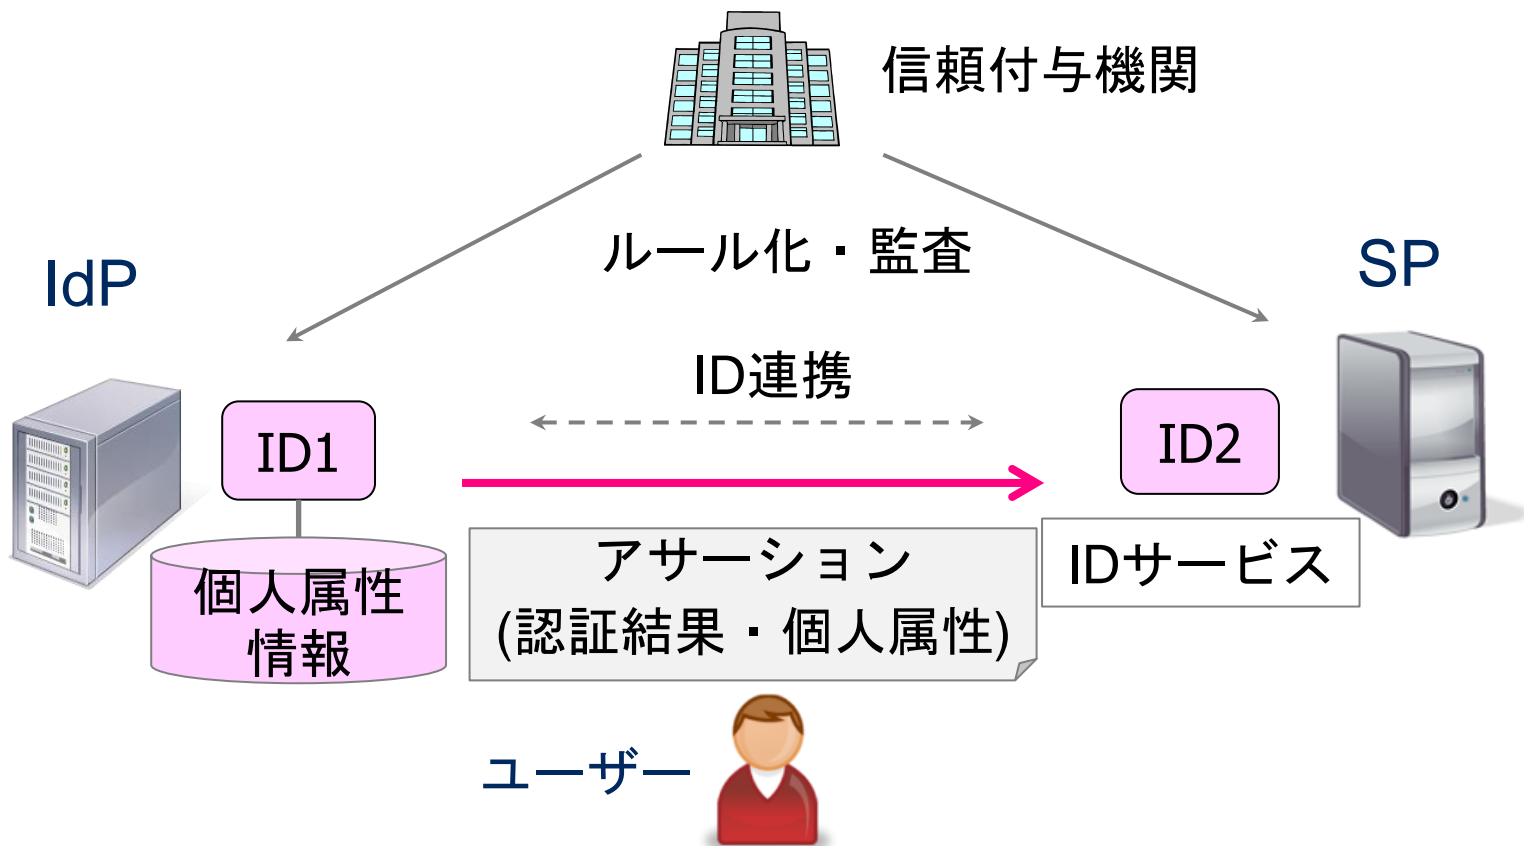 信頼付与機関
ルール化・監査
IdP
SP
ID連携
ID1
ID2
個人属性
情報
アサーション
(認証結果・個人属性)
IDサービス
ユーザー